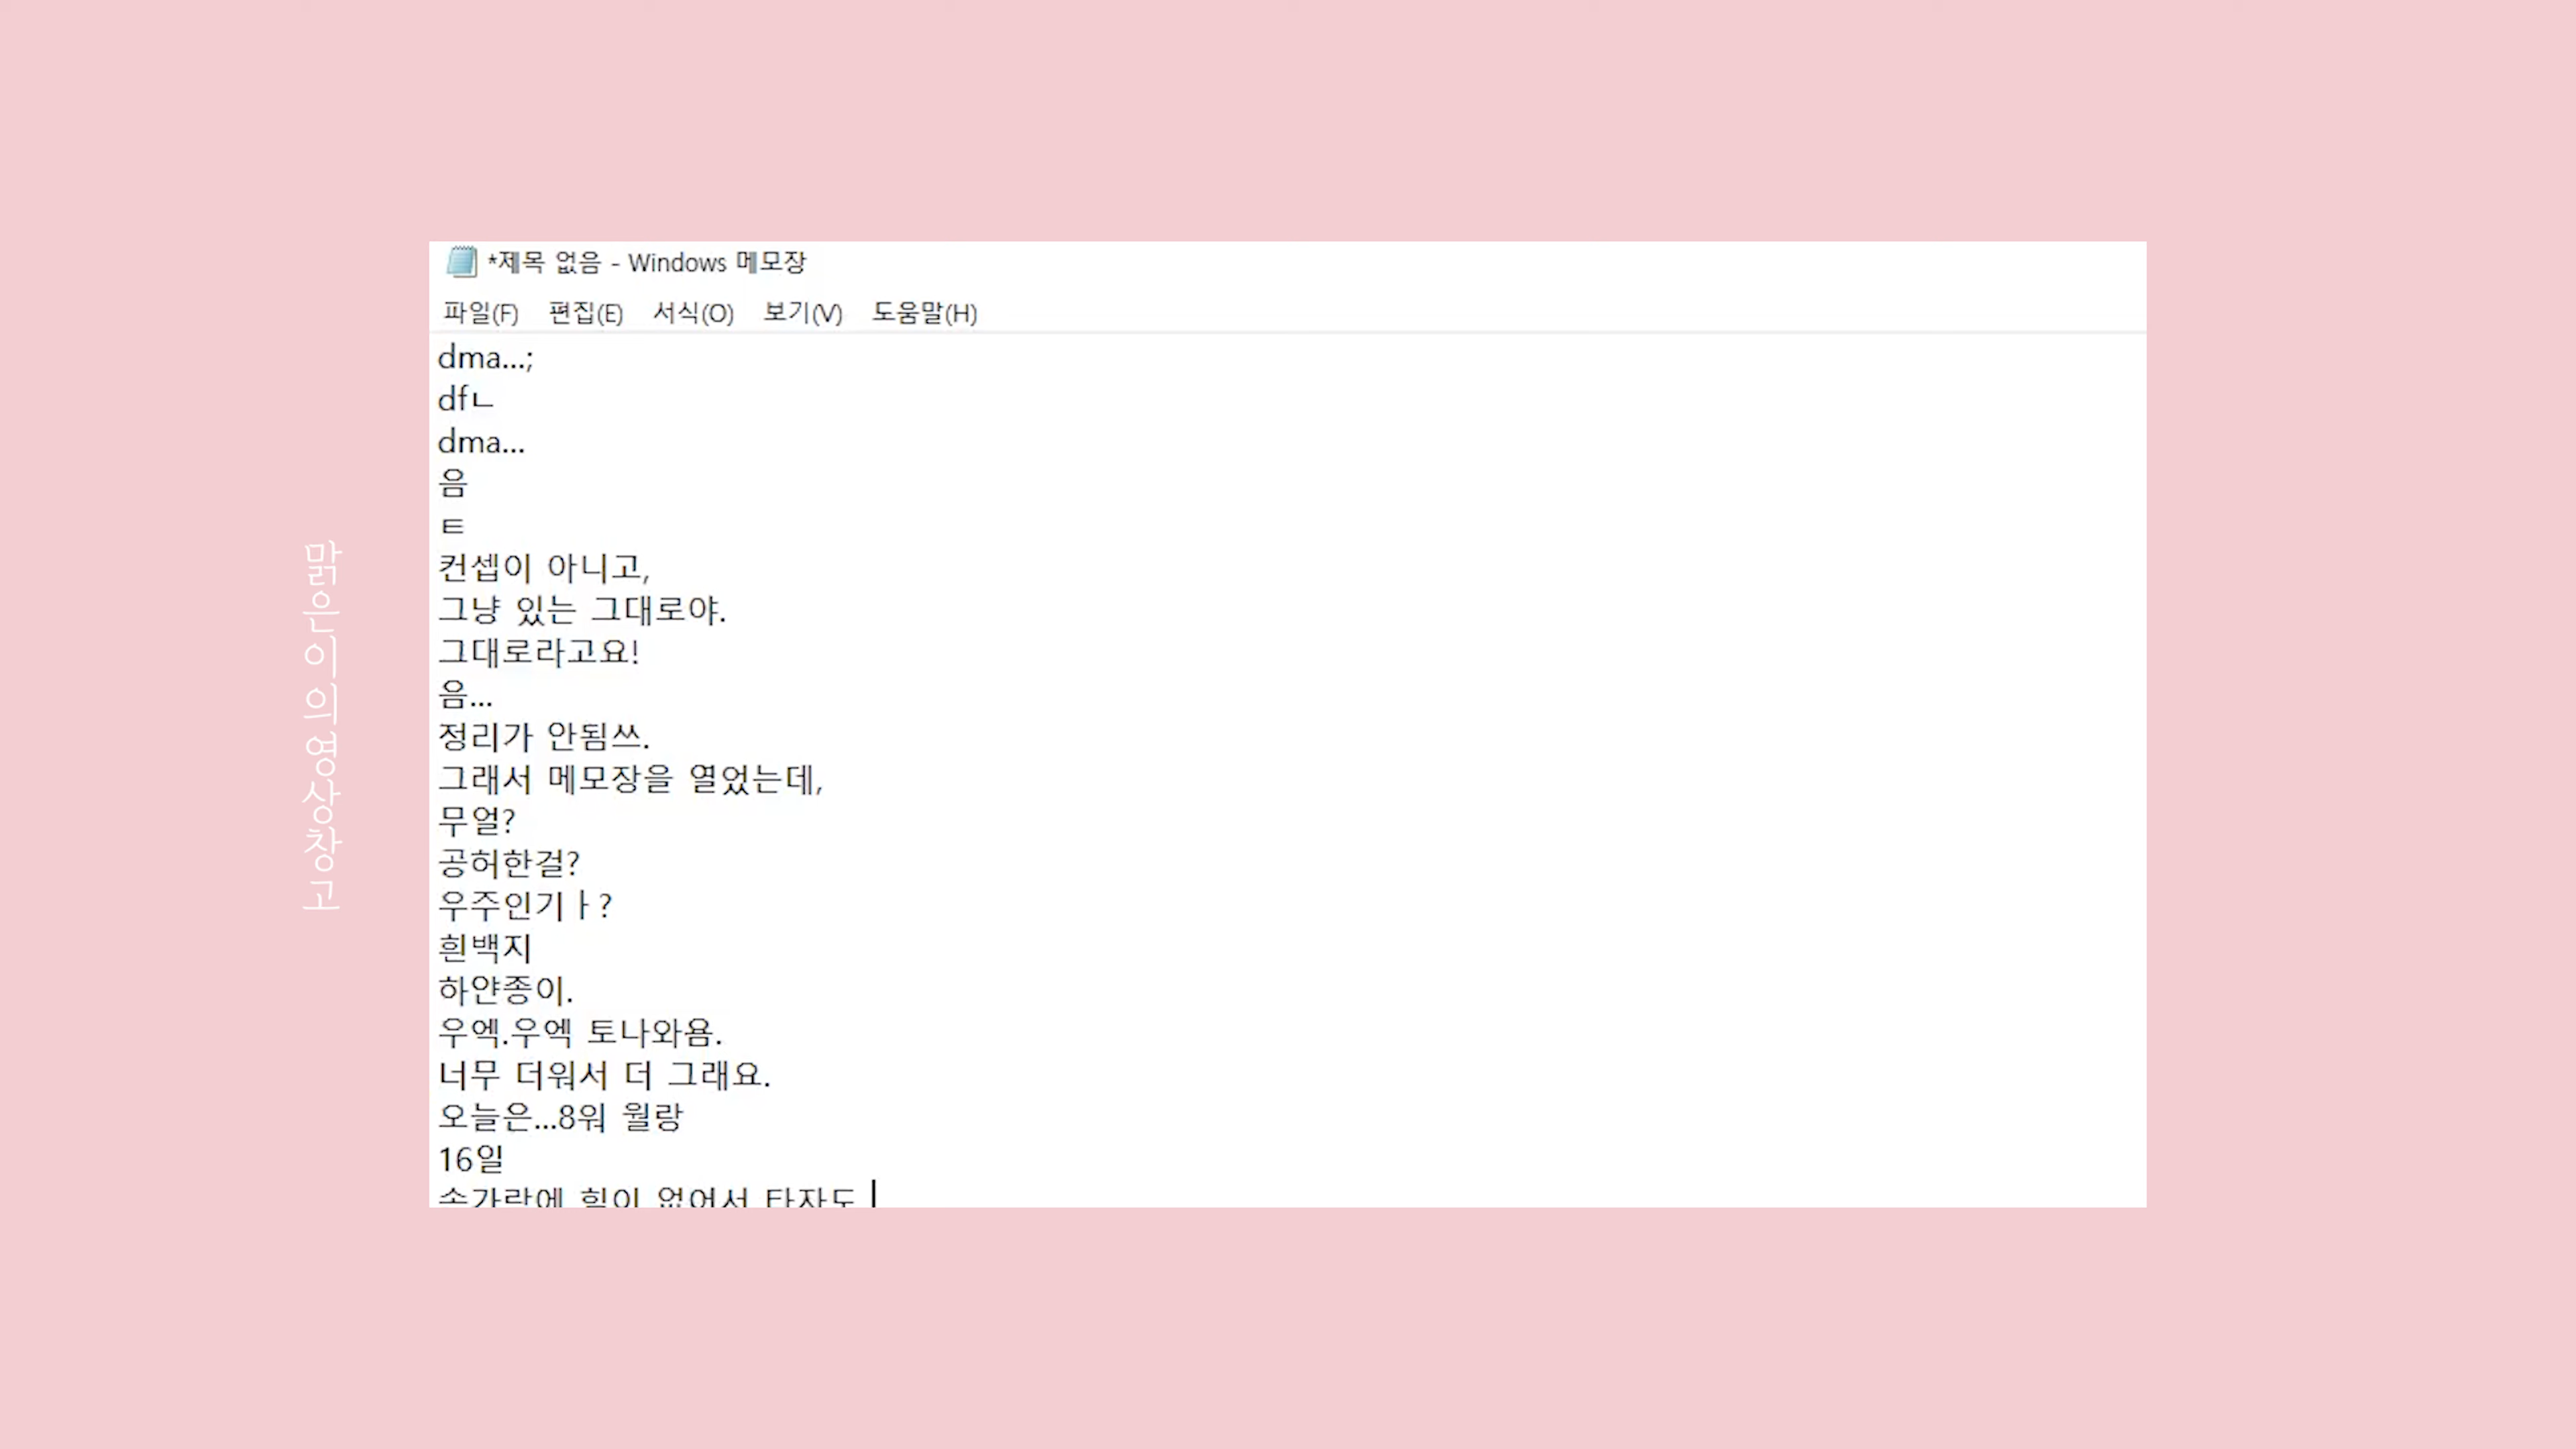 *제목 없음 - Windows 메모장
파일(F) 편집(E) 서식(O) 보기(V) 도움말(H)
dma...;
dfㄴ
dma...
음
ㅌ
컨셉이 아니고,
그냥 있는 그대로야.
그대로라고요!
음...
정리가 안됨쓰.
그래서 메모장을 열었는데,
무얼?
공허한걸?
우주인기ㅏ?
흰백지
하얀종이.
우엑.우엑 토나와욤.
너무 더워서 더 그래요.
오늘은...8워 월랑
16일
손가락에 힘이 없어서 타자도
맑은이의영상창고